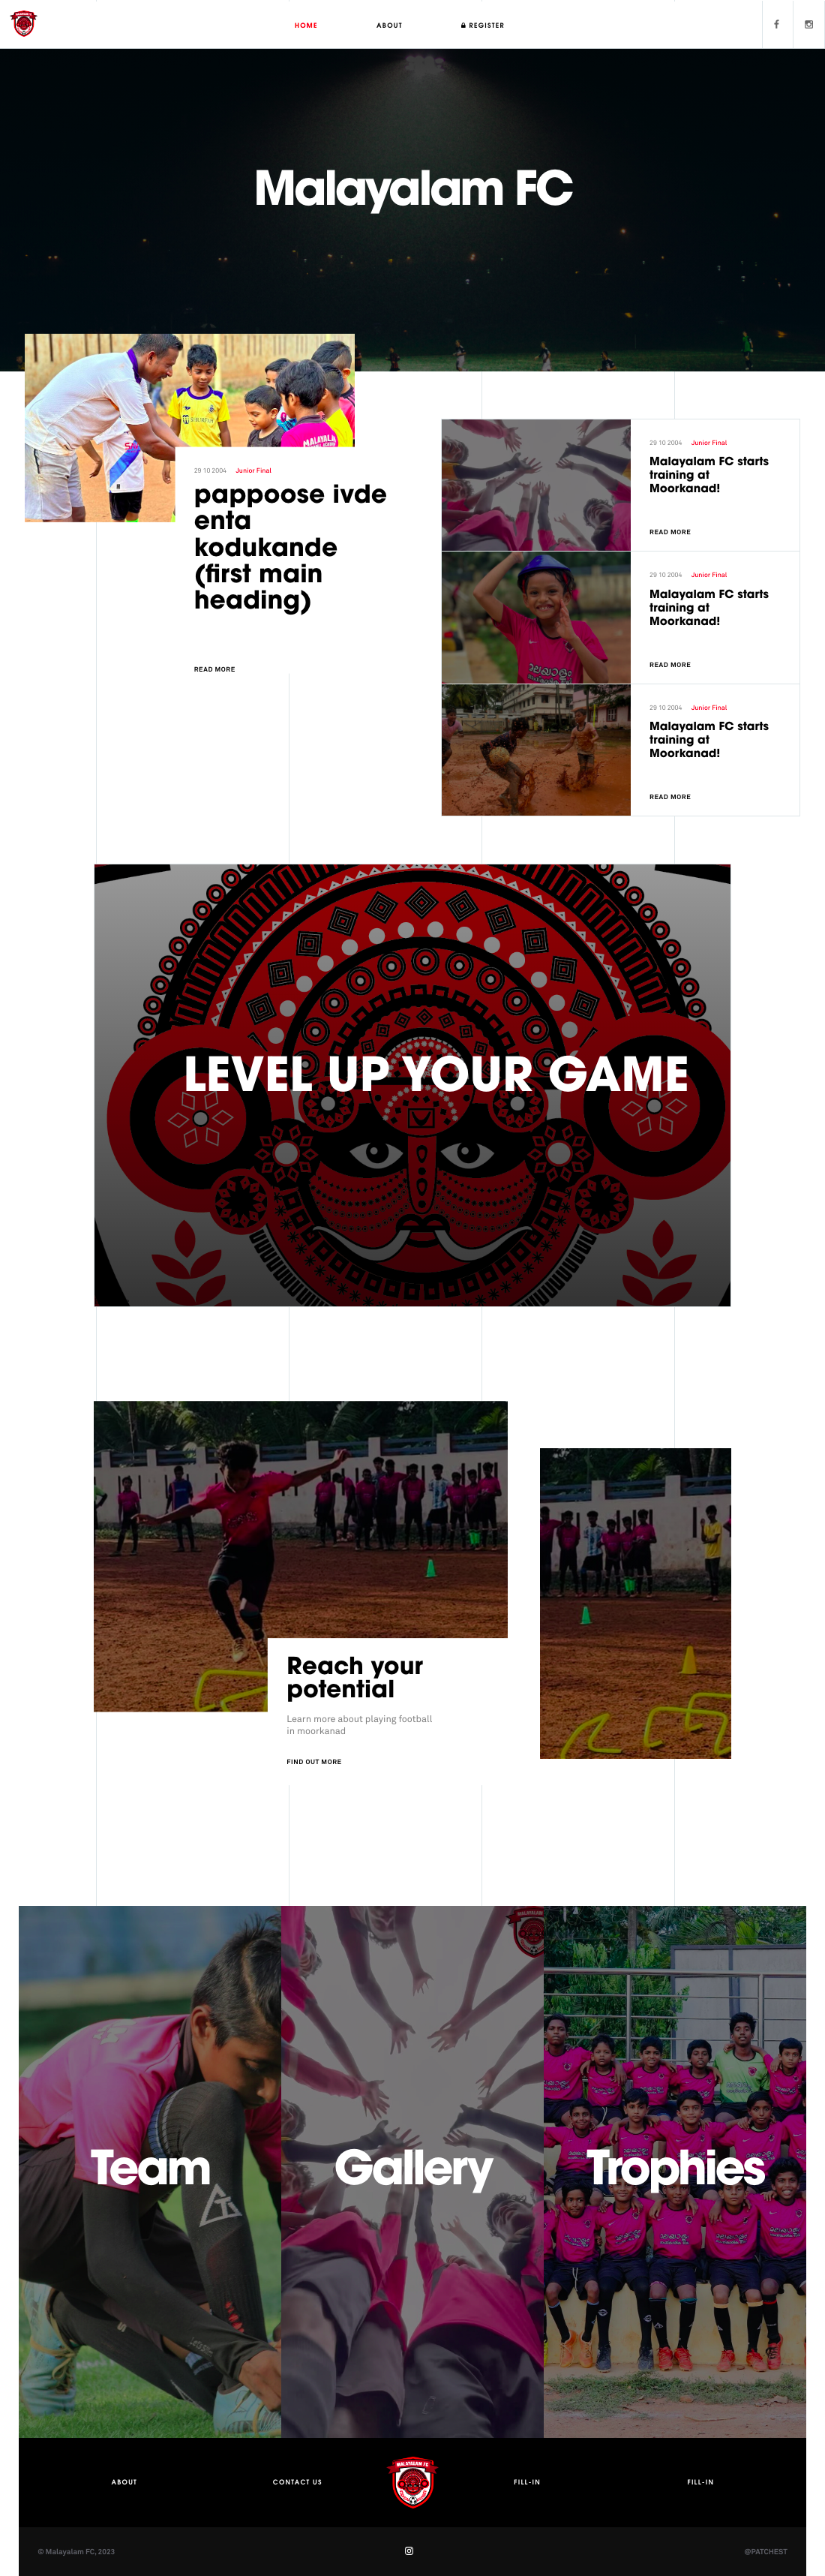 HOME
ABOUT
REGISTER
Malayalam FC
MALAYALA
29 10 2004 Junior Final
pappoose ivde
enta
kodukande
(first main
heading)
READ MORE
29 10 2004 Junior Final
Malayalam FC starts
training at
Moorkanad!
READ MORE
29 10 2004 Junior Final
Malayalam FC starts
training at
Moorkanad!
READ MORE
മലയാളം
29 10 2004 Junior Final
Malayalam FC starts
training at
Moorkanad!
READ MORE
LEVEL UP YOUR GAME
Reach your
potential
Learn more about playing football
in moorkanad
FIND OUT MORE
Team
Gallery
Trophies
ABOUT
CONTACT US
MALAYALAM FC
FILL-IN
FILL-IN
© Malayalam FC, 2023
@PATCHEST